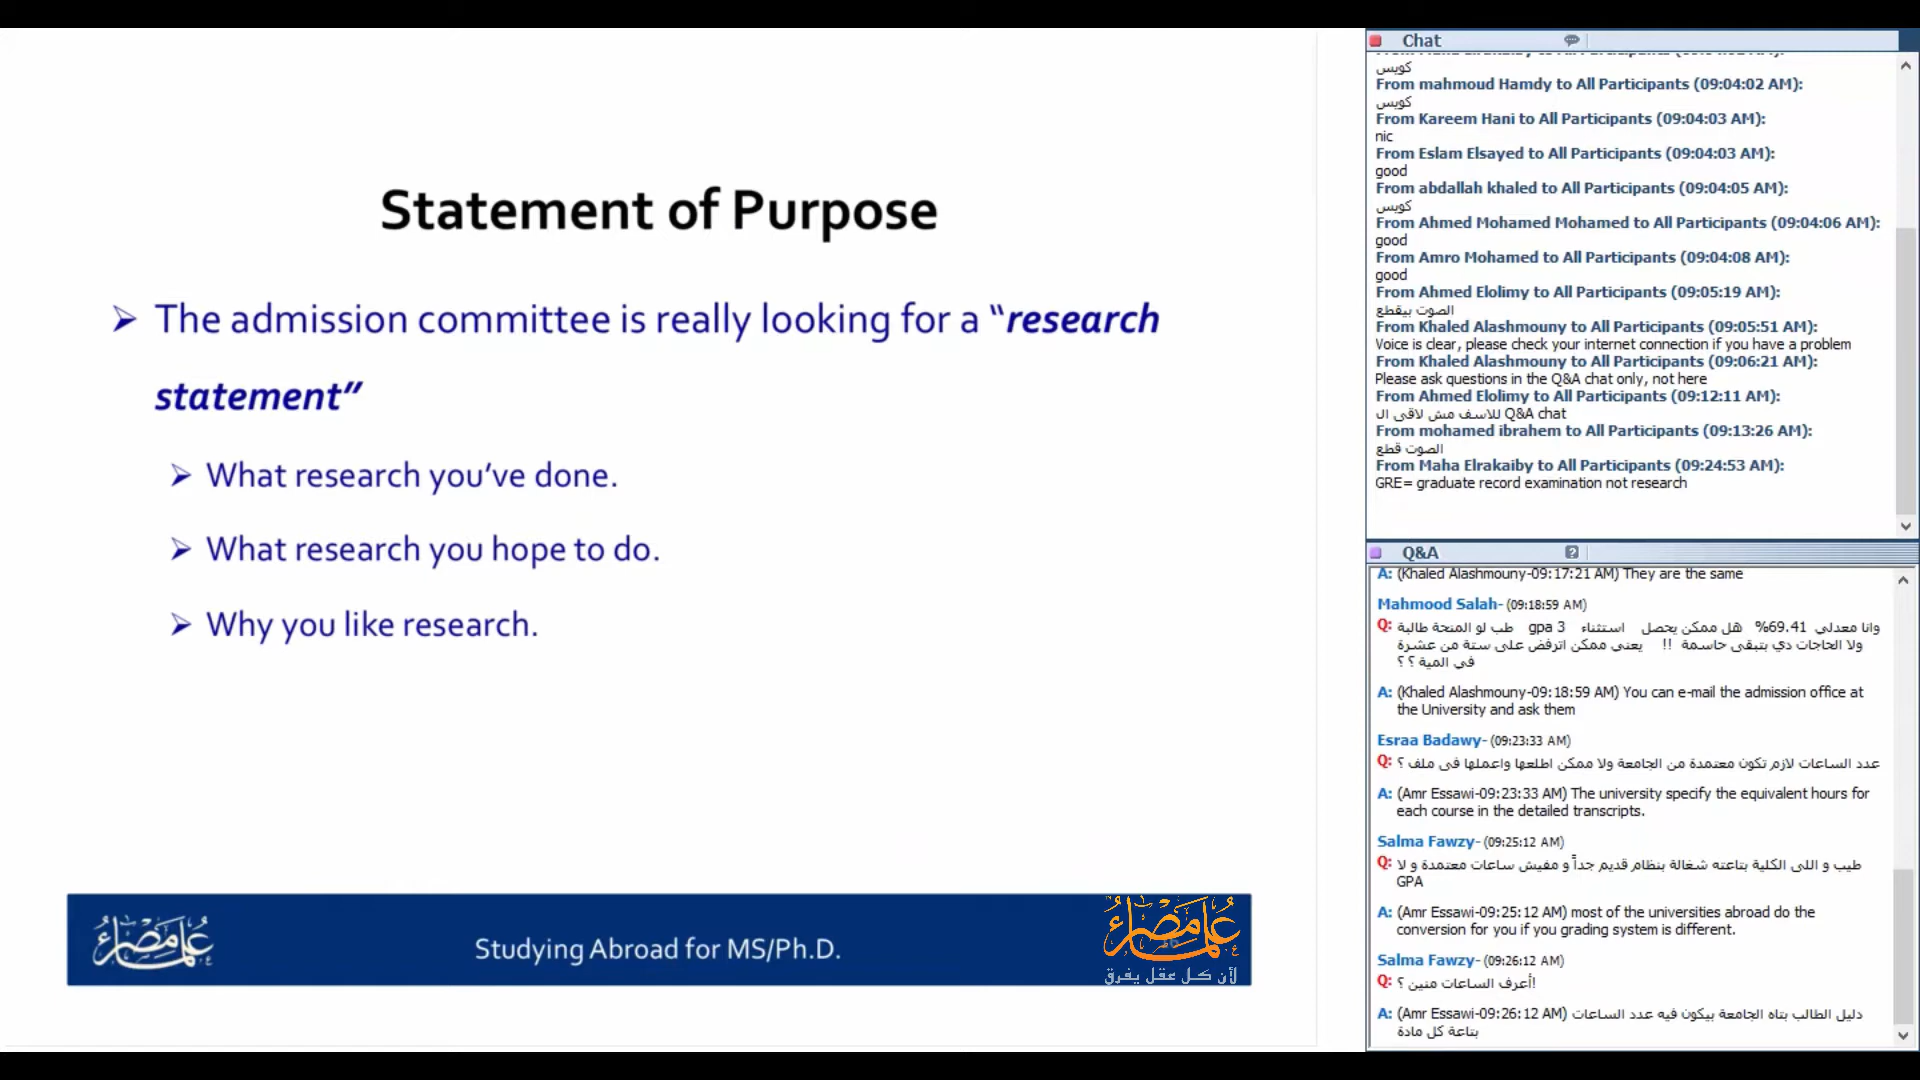 Statement of Purpose
➢ The admission committee is really looking for a “research
statement”
➢ What research you’ve done.
➢ What research you hope to do.
➢ Why you like research.
علماء مصر
Studying Abroad for MS/Ph.D.
علماء مصر
لأن كل عقل يفرق
Chat
كويس
From mahmoud Hamdy to All Participants (09:04:02 AM):
كويس
From Kareem Hani to All Participants (09:04:03 AM):
nic
From Eslam Elsayed to All Participants (09:04:03 AM):
good
From abdallah khaled to All Participants (09:04:05 AM):
كويس
From Ahmed Mohamed Mohamed to All Participants (09:04:06 AM):
good
From Amro Mohamed to All Participants (09:04:08 AM):
good
From Ahmed Elolimy to All Participants (09:05:19 AM):
الصوت بيقطع
From Khaled Alashmouny to All Participants (09:05:51 AM):
Voice is clear, please check your internet connection if you have a problem
From Khaled Alashmouny to All Participants (09:06:21 AM):
Please ask questions in the Q&A chat only, not here
From Ahmed Elolimy to All Participants (09:12:11 AM):
للاسف مش لاقى ال Q&A chat
From mohamed ibrahem to All Participants (09:13:26 AM):
الصوت قطع
From Maha Elrakaiby to All Participants (09:24:53 AM):
GRE= graduate record examination not research
Q&A
A: (Khaled Alashmouny-09:17:21 AM) They are the same
Mahmood Salah- (09:18:59 AM)
Q: طب لو المنحة طالبة gpa 3 وانا معدلي 69.41% هل ممكن يحصل استثناء
ولا الحاجات دي بتبقى حاسمة !! يعني ممكن اترفض على ستة من عشرة
في المية ؟ ؟
A: (Khaled Alashmouny-09:18:59 AM) You can e-mail the admission office at
the University and ask them
Esraa Badawy- (09:23:33 AM)
Q: عدد الساعات لازم تكون معتمدة من الجامعة ولا ممكن اطلعها واعملها فى ملف ؟
A: (Amr Essawi-09:23:33 AM) The university specify the equivalent hours for
each course in the detailed transcripts.
Salma Fawzy- (09:25:12 AM)
Q: طيب و اللى الكلية بتاعته شغالة بنظام قديم جداً و مفيش ساعات معتمدة و لا
GPA
A: (Amr Essawi-09:25:12 AM) most of the universities abroad do the
conversion for you if you grading system is different.
Salma Fawzy- (09:26:12 AM)
Q: أعرف الساعات منين ؟!
A: (Amr Essawi-09:26:12 AM) دليل الطالب بتاه الجامعة بيكون فيه عدد الساعات
بتاعة كل مادة